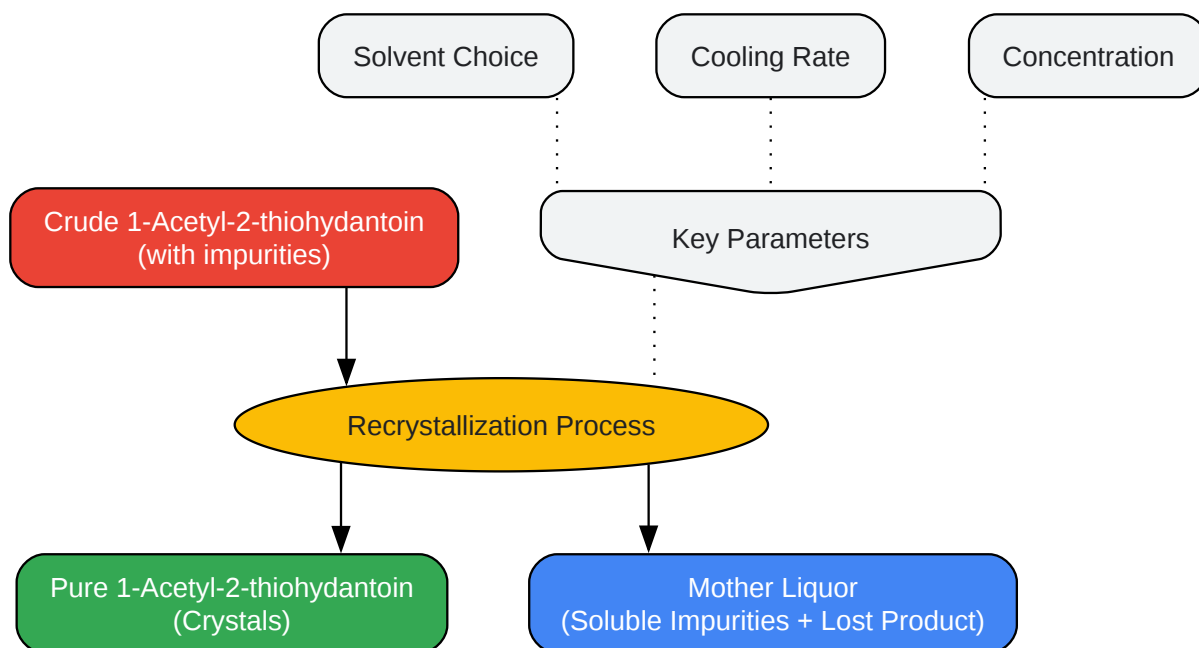 Solvent Choice
Cooling Rate
Concentration
Crude 1-Acetyl-2-thiohydantoin
(with impurities)
Key Parameters
Recrystallization Process
Pure 1-Acetyl-2-thiohydantoin
(Crystals)
Mother Liquor
(Soluble Impurities + Lost Product)